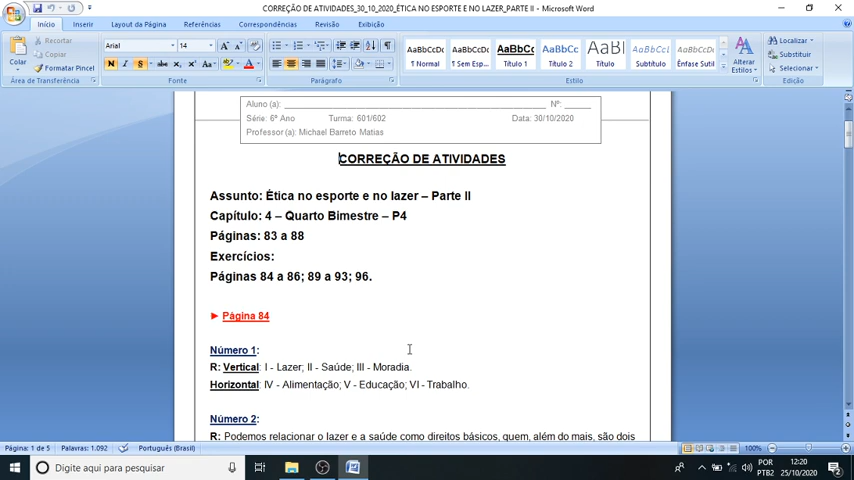 CORREÇÃO DE ATIVIDADES_30_10_2020_ÉTICA NO ESPORTE E NO LAZER_PARTE II - Microsoft Word
Início Inserir Layout da Página Referências Correspondências Revisão Exibição
Colar
Recortar
Copiar
Formatar Pincel
Área de Transferência
Arial 14
N I S abc x₂ x² Aa
Fonte
Parágrafo
AaBbCcDc AaBbCcDc AaBbCc AaBbCc AaBbl AaBbCcL AaBbCcDc
¶ Normal ¶ Sem Esp... Título 1 Título 2 Título Subtítulo Ênfase Sutil
Alterar Estilos
Estilo
Localizar
Substituir
Selecionar
Edição
Aluno (a): Nº:
Série: 6º Ano Turma: 601/602 Data: 30/10/2020
Professor (a): Michael Barreto Matias
CORREÇÃO DE ATIVIDADES
Assunto: Ética no esporte e no lazer – Parte II
Capítulo: 4 – Quarto Bimestre – P4
Páginas: 83 a 88
Exercícios:
Páginas 84 a 86; 89 a 93; 96.
► Página 84
Número 1:
R: Vertical: I - Lazer; II - Saúde; III - Moradia.
Horizontal: IV - Alimentação; V - Educação; VI - Trabalho.
Número 2:
R: Podemos relacionar o lazer e a saúde como direitos básicos, quem, além do mais, são dois
Página: 1 de 5 Palavras: 1.092 Português (Brasil) 100%
Digite aqui para pesquisar
POR
PTB2
12:20
25/10/2020
2